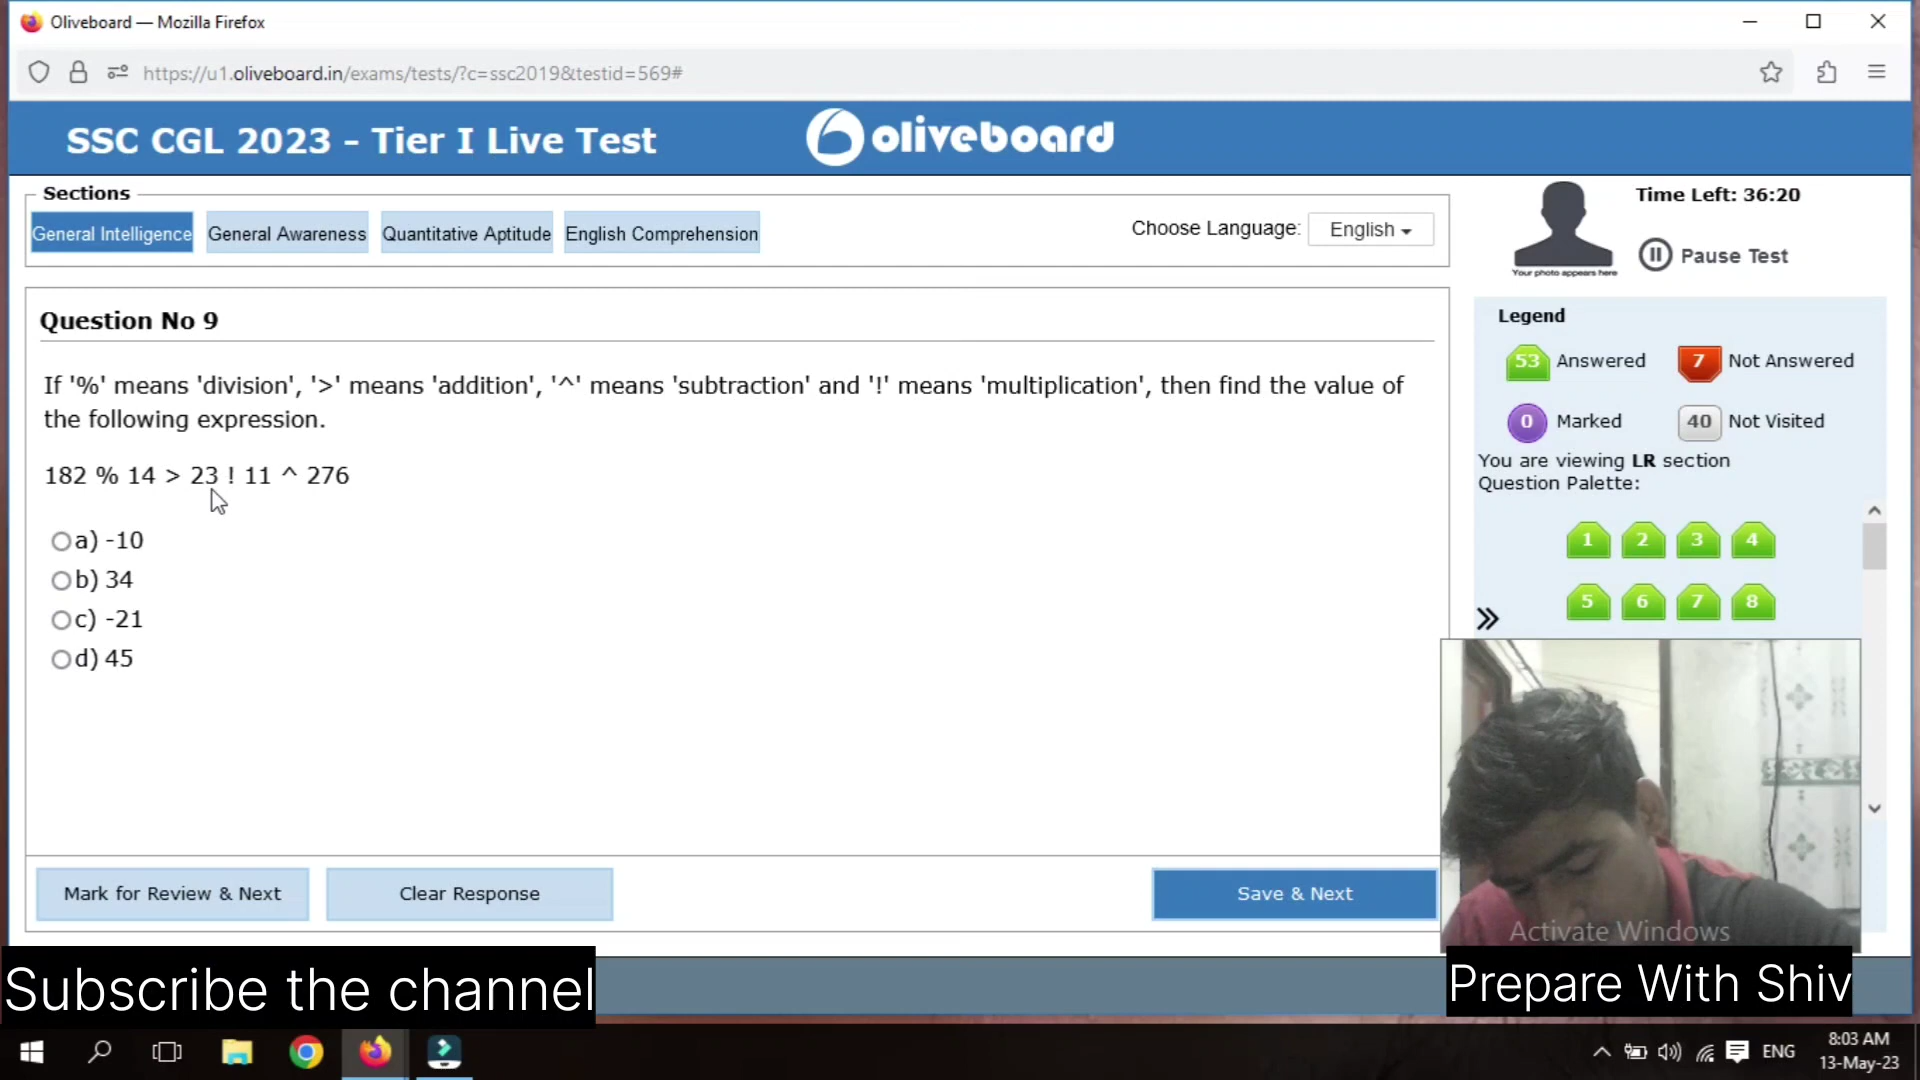 Oliveboard — Mozilla Firefox
https://u1.oliveboard.in/exams/tests/?c=ssc2019&testid=569#
SSC CGL 2023 - Tier I Live Test
oliveboard
Sections
General Intelligence
General Awareness
Quantitative Aptitude
English Comprehension
Choose Language:
English
Your photo appears here
Time Left: 36:20
Pause Test
Question No 9
If '%' means 'division', '>' means 'addition', '^' means 'subtraction' and '!' means 'multiplication', then find the value of
the following expression.
182 % 14 > 23 ! 11 ^ 276
a) -10
b) 34
c) -21
d) 45
Legend
53 Answered
7 Not Answered
0 Marked
40 Not Visited
You are viewing LR section
Question Palette:
1 2 3 4
5 6 7 8
Mark for Review & Next
Clear Response
Save & Next
Activate Windows
Subscribe the channel
Prepare With Shiv
ENG
8:03 AM
13-May-23